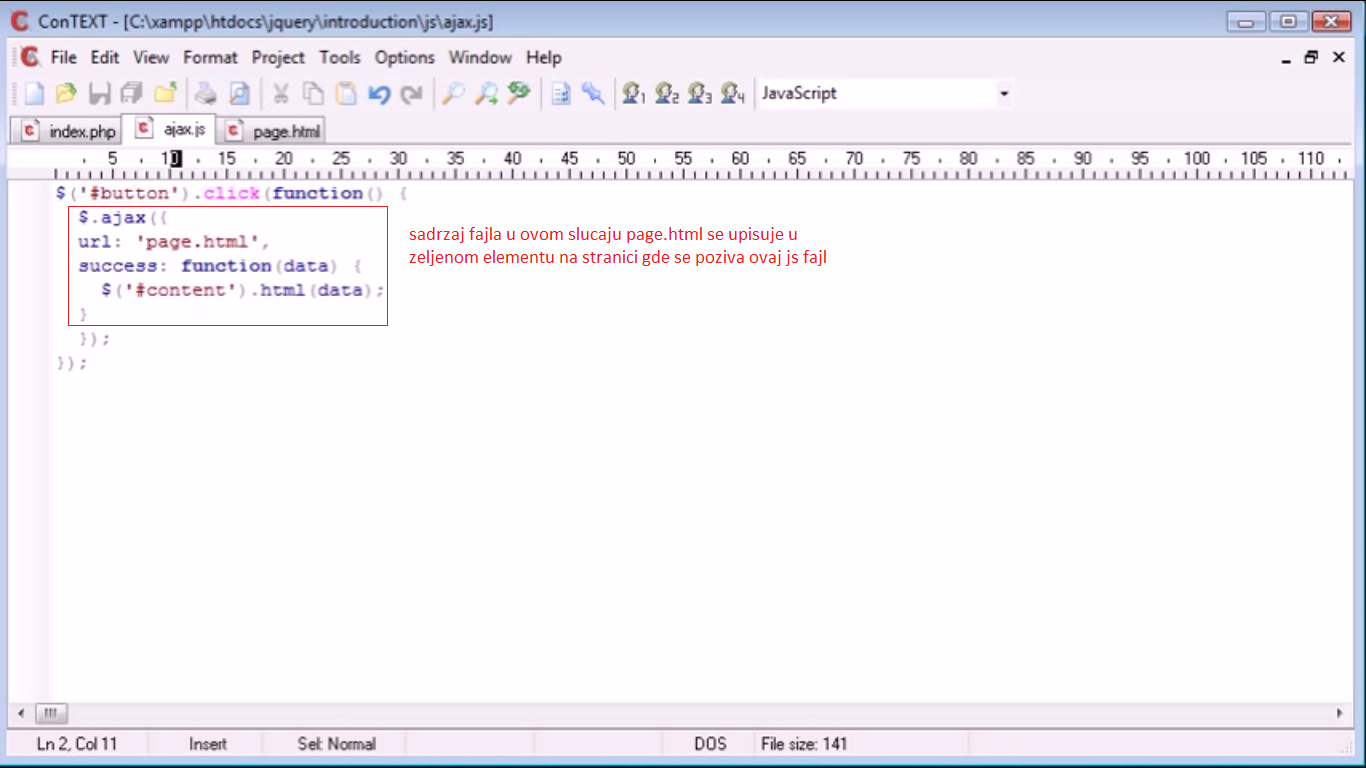 ConTEXT - [C:\xampp\htdocs\jquery\introduction\js\ajax.js]
File Edit View Format Project Tools Options Window Help
1 2 3 4 JavaScript
index.php ajax.js page.html
5 10 15 20 25 30 35 40 45 50 55 60 65 70 75 80 85 90 95 100 105 110
$('#button').click(function() {
$.ajax({
url: 'page.html',
success: function(data) {
$('#content').html(data);
}
});
});
sadrzaj fajla u ovom slucaju page.html se upisuje u
zeljenom elementu na stranici gde se poziva ovaj js fajl
Ln 2, Col 11 Insert Sel: Normal DOS File size: 141